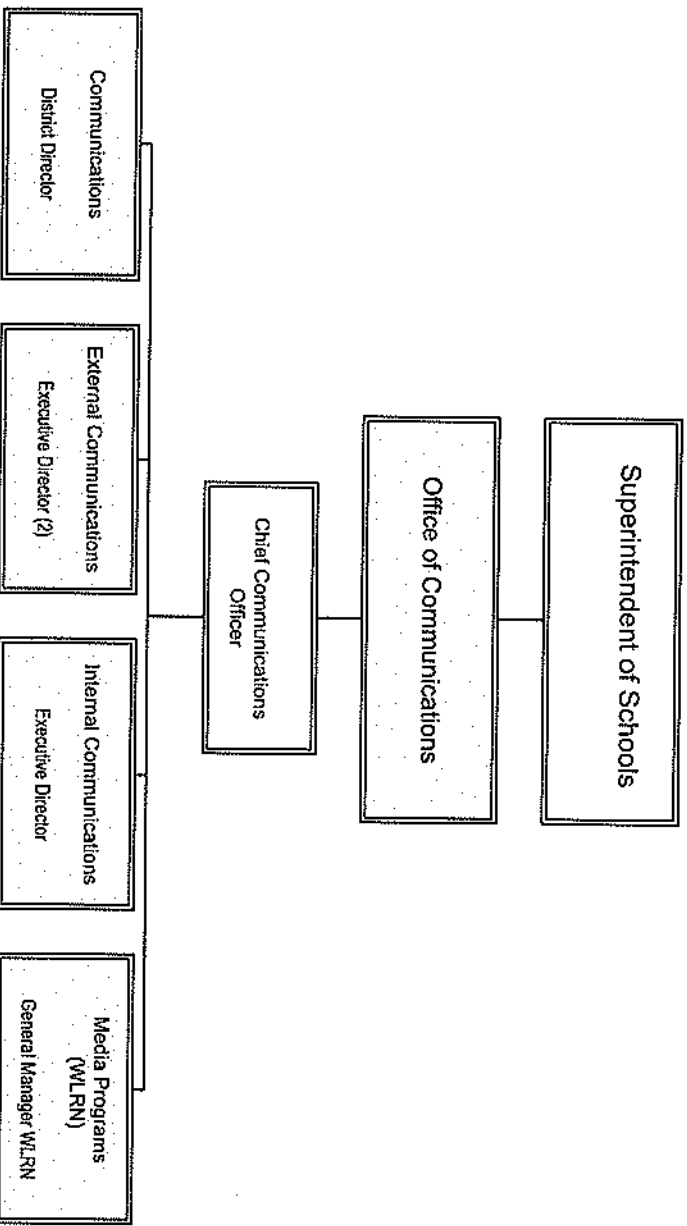 Superintendent of Schools
Office of Communications
Chief Communications
Officer
Communications
District Director
External Communications
Executive Director (2)
Internal Communications
Executive Director
Media Programs
(WLRN)
General Manager WLRN